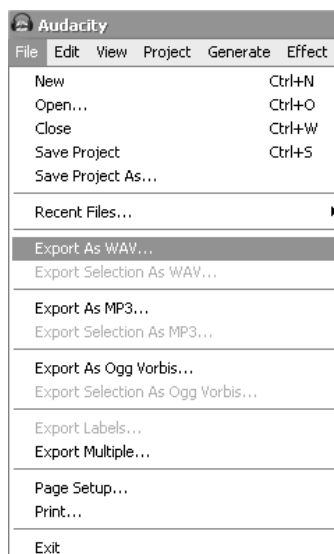 Audacity
File Edit View Project Generate Effect
New Ctrl+N
Open... Ctrl+O
Close Ctrl+W
Save Project Ctrl+S
Save Project As...
Recent Files...
Export As WAV...
Export Selection As WAV...
Export As MP3...
Export Selection As MP3...
Export As Ogg Vorbis...
Export Selection As Ogg Vorbis...
Export Labels...
Export Multiple...
Page Setup...
Print...
Exit